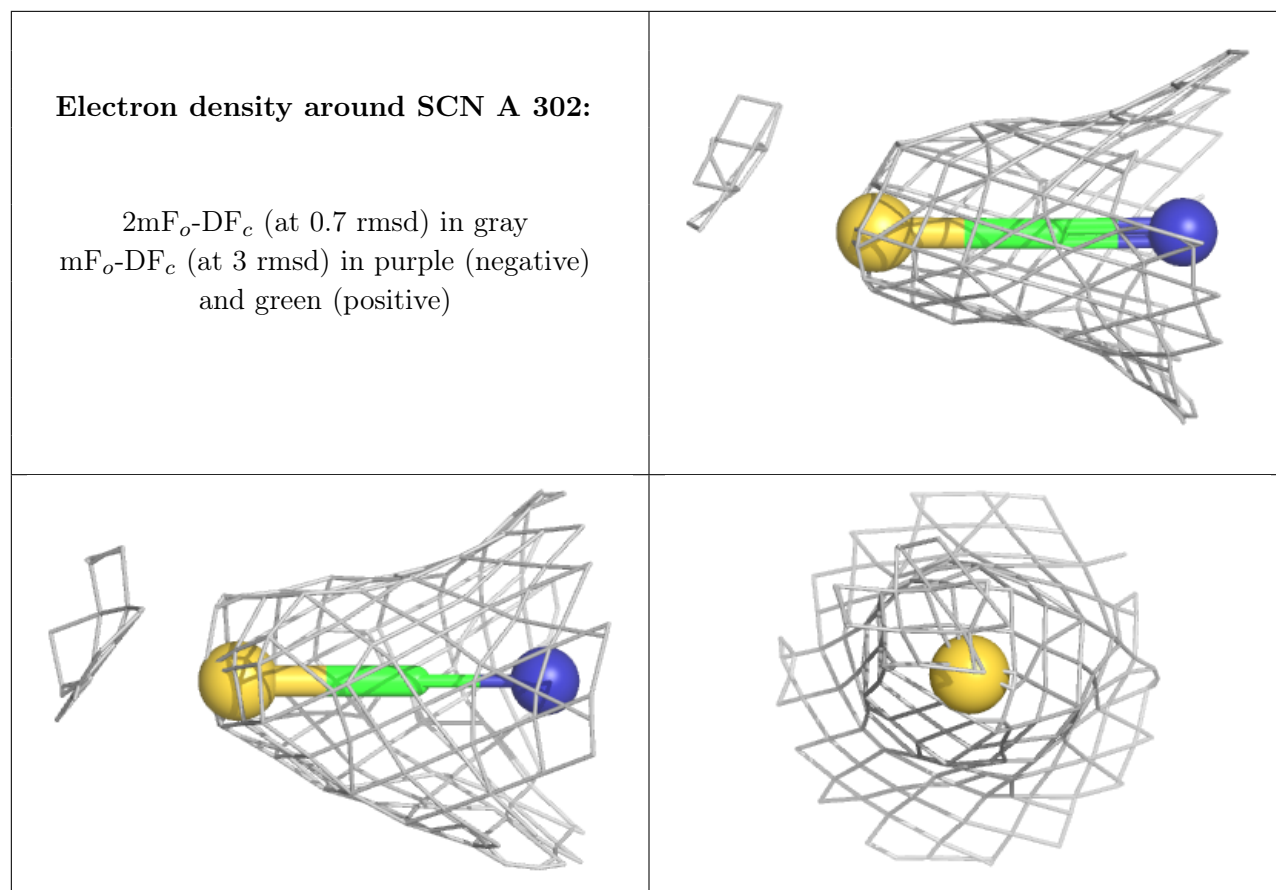 Electron density around SCN A 302:
2mFo-DFc (at 0.7 rmsd) in gray
mFo-DFc (at 3 rmsd) in purple (negative)
and green (positive)